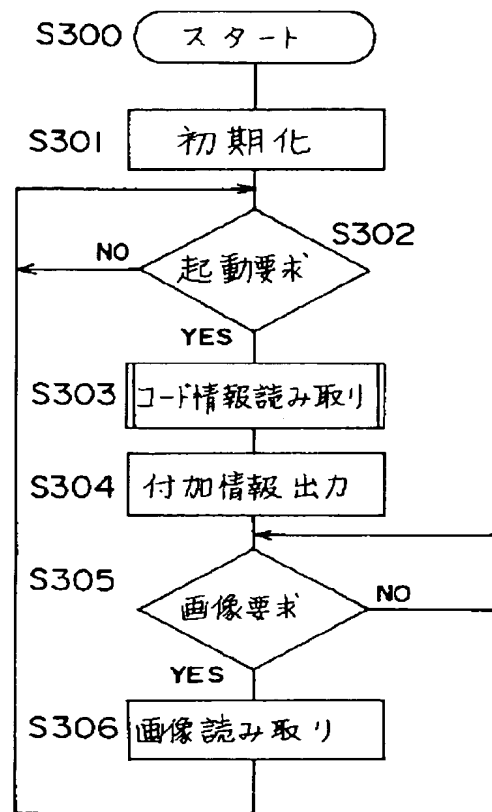 S300 スタート
S301 初期化
S302
NO 起動要求
YES
S303 コード情報読み取り
S304 付加情報出力
S305
画像要求 NO
YES
S306 画像読み取り